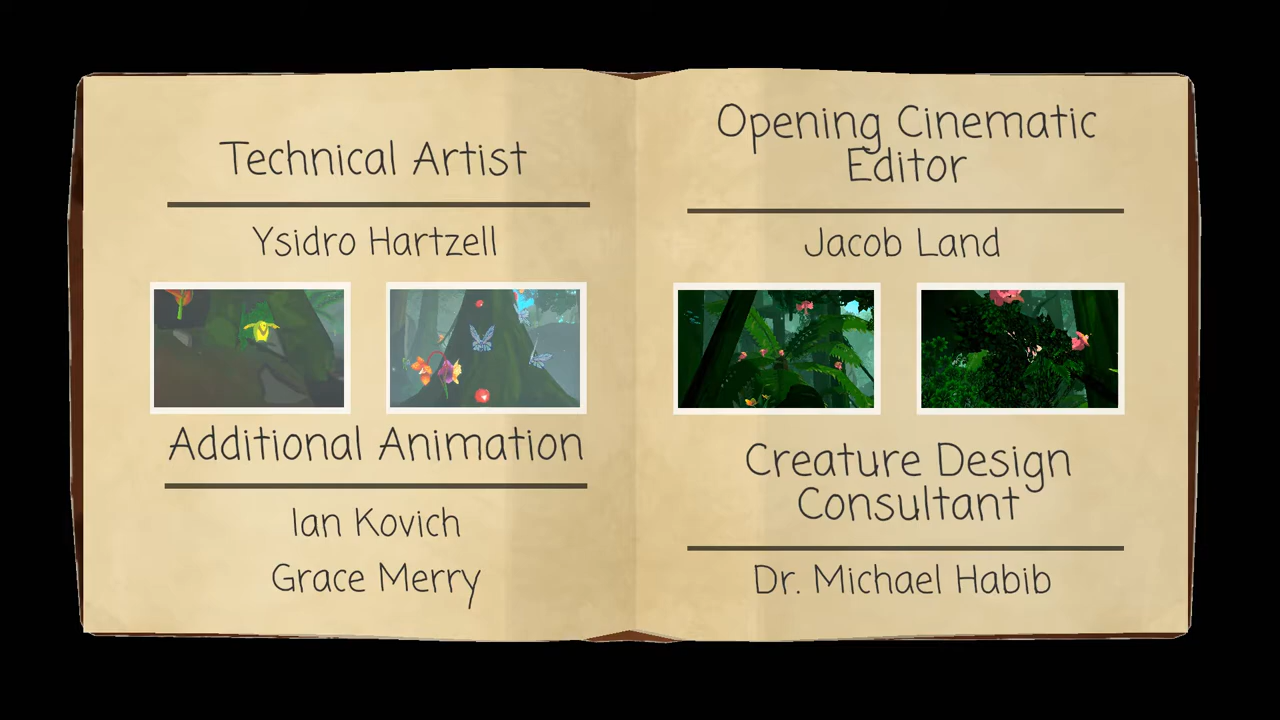 Technical Artist
Ysidro Hartzell
Additional Animation
Ian Kovich
Grace Merry
Opening Cinematic
Editor
Jacob Land
Creature Design
Consultant
Dr. Michael Habib